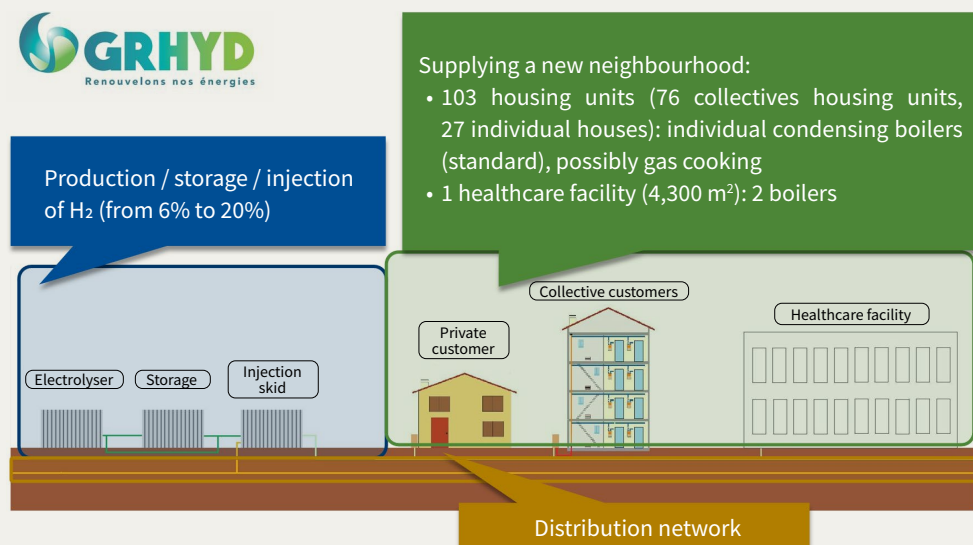 GRHYD
Renouvelons nos énergies
Supplying a new neighbourhood:
• 103 housing units (76 collectives housing units,
27 individual houses): individual condensing boilers
(standard), possibly gas cooking
• 1 healthcare facility (4,300 m²): 2 boilers
Production / storage / injection
of H₂ (from 6% to 20%)
Collective customers
Healthcare facility
Private
customer
Electrolyser
Storage
Injection
skid
Distribution network